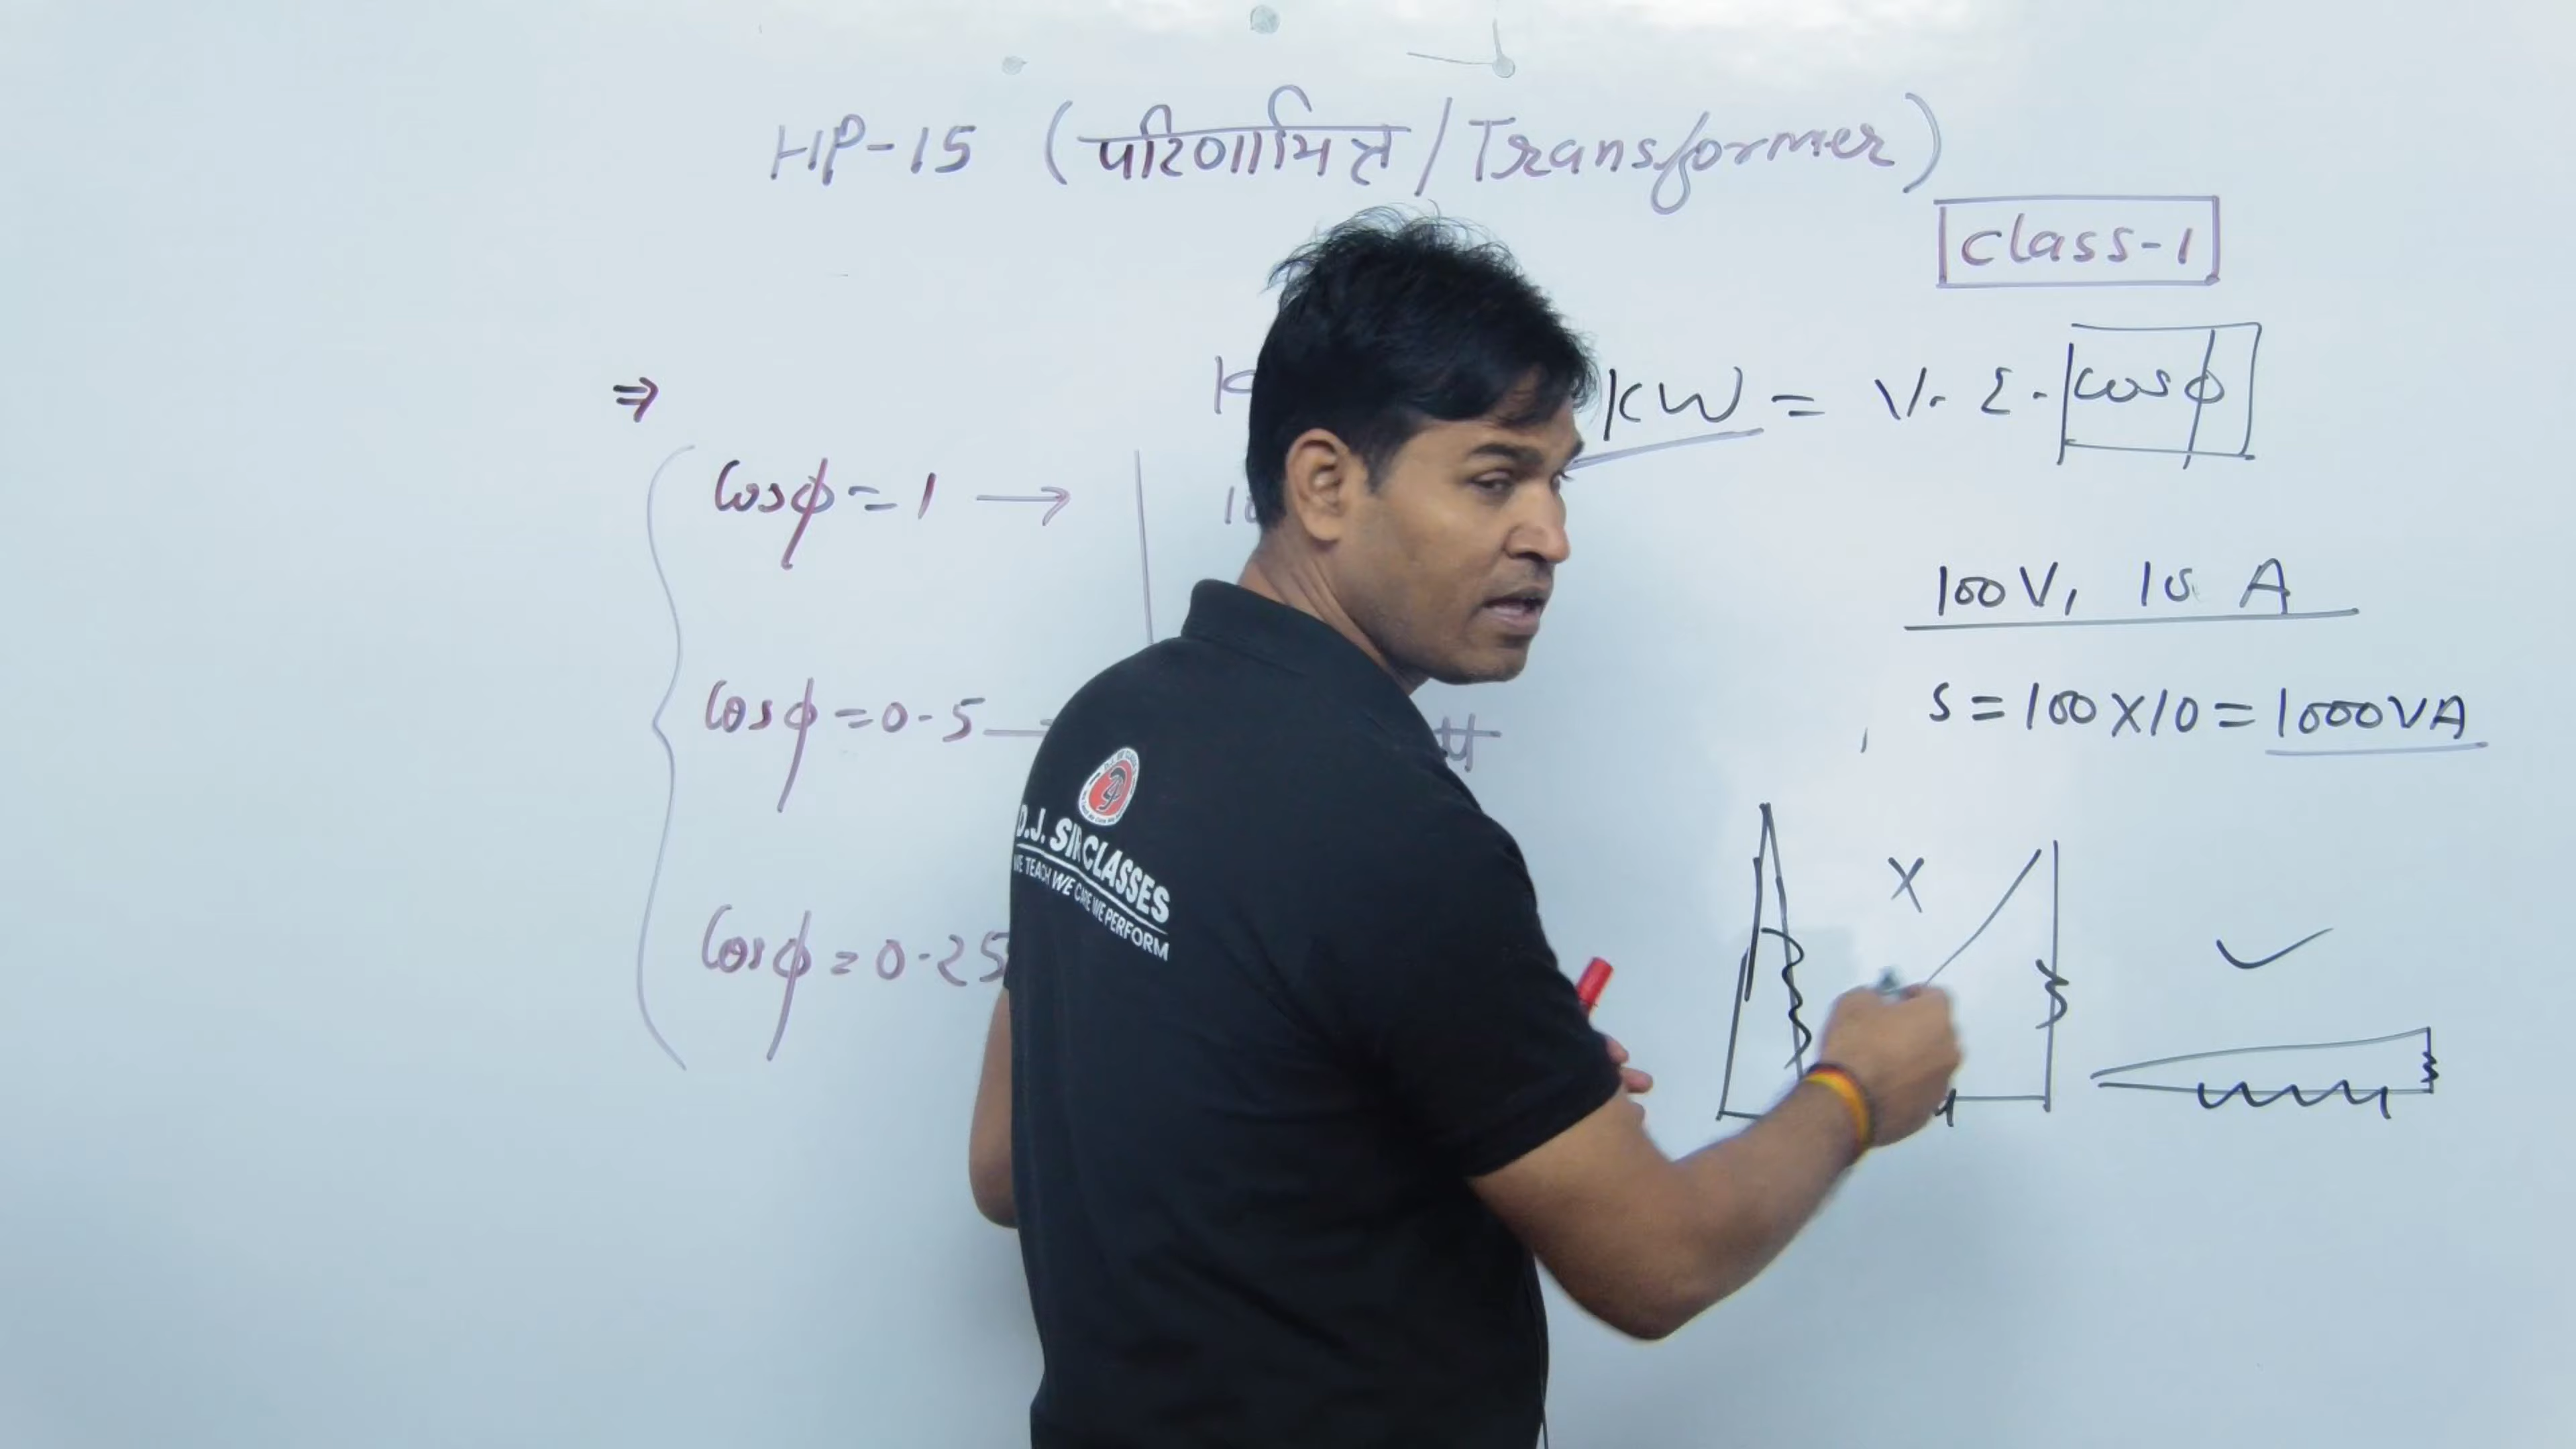 HP-15 (परिणामित्र/Transformer)
Class-1
⇒ KW = V. I. cosϕ
Cosϕ = 1 →
100V, 10 A
Cosϕ = 0.5
S = 100 X 10 = 1000VA
Cosϕ = 0.25
X
✓
D.J. SIR CLASSES
WE TEACH WE CARE WE PERFORM